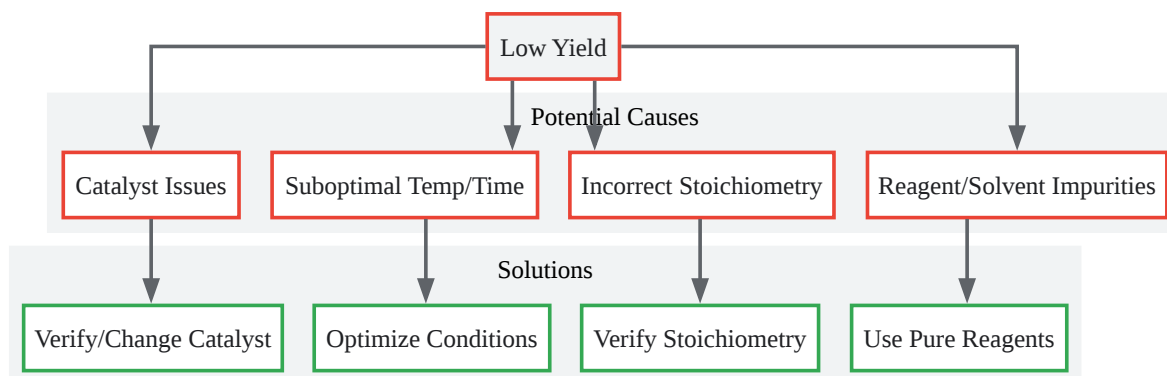 Low Yield
Potential Causes
Catalyst Issues
Suboptimal Temp/Time
Incorrect Stoichiometry
Reagent/Solvent Impurities
Solutions
Verify/Change Catalyst
Optimize Conditions
Verify Stoichiometry
Use Pure Reagents